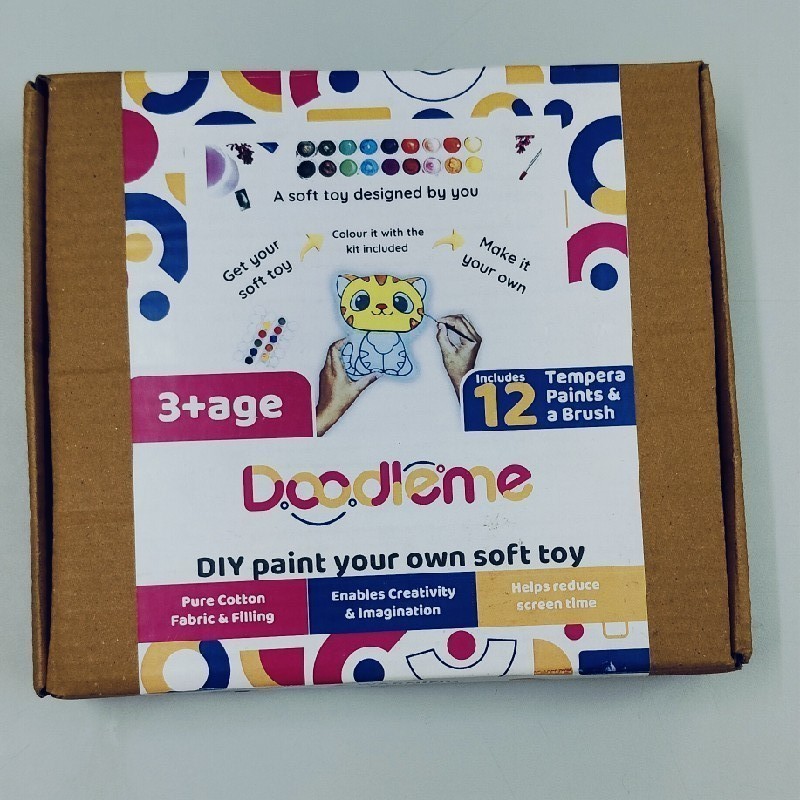 A soft toy designed by you
Get your
soft toy
Colour it with the
kit included
Make it
your own
3+age
Includes
12
Tempera
Paints &
a Brush
Doodleme
DIY paint your own soft toy
Pure Cotton
Fabric & Filling
Enables Creativity
& Imagination
Helps reduce
screen time